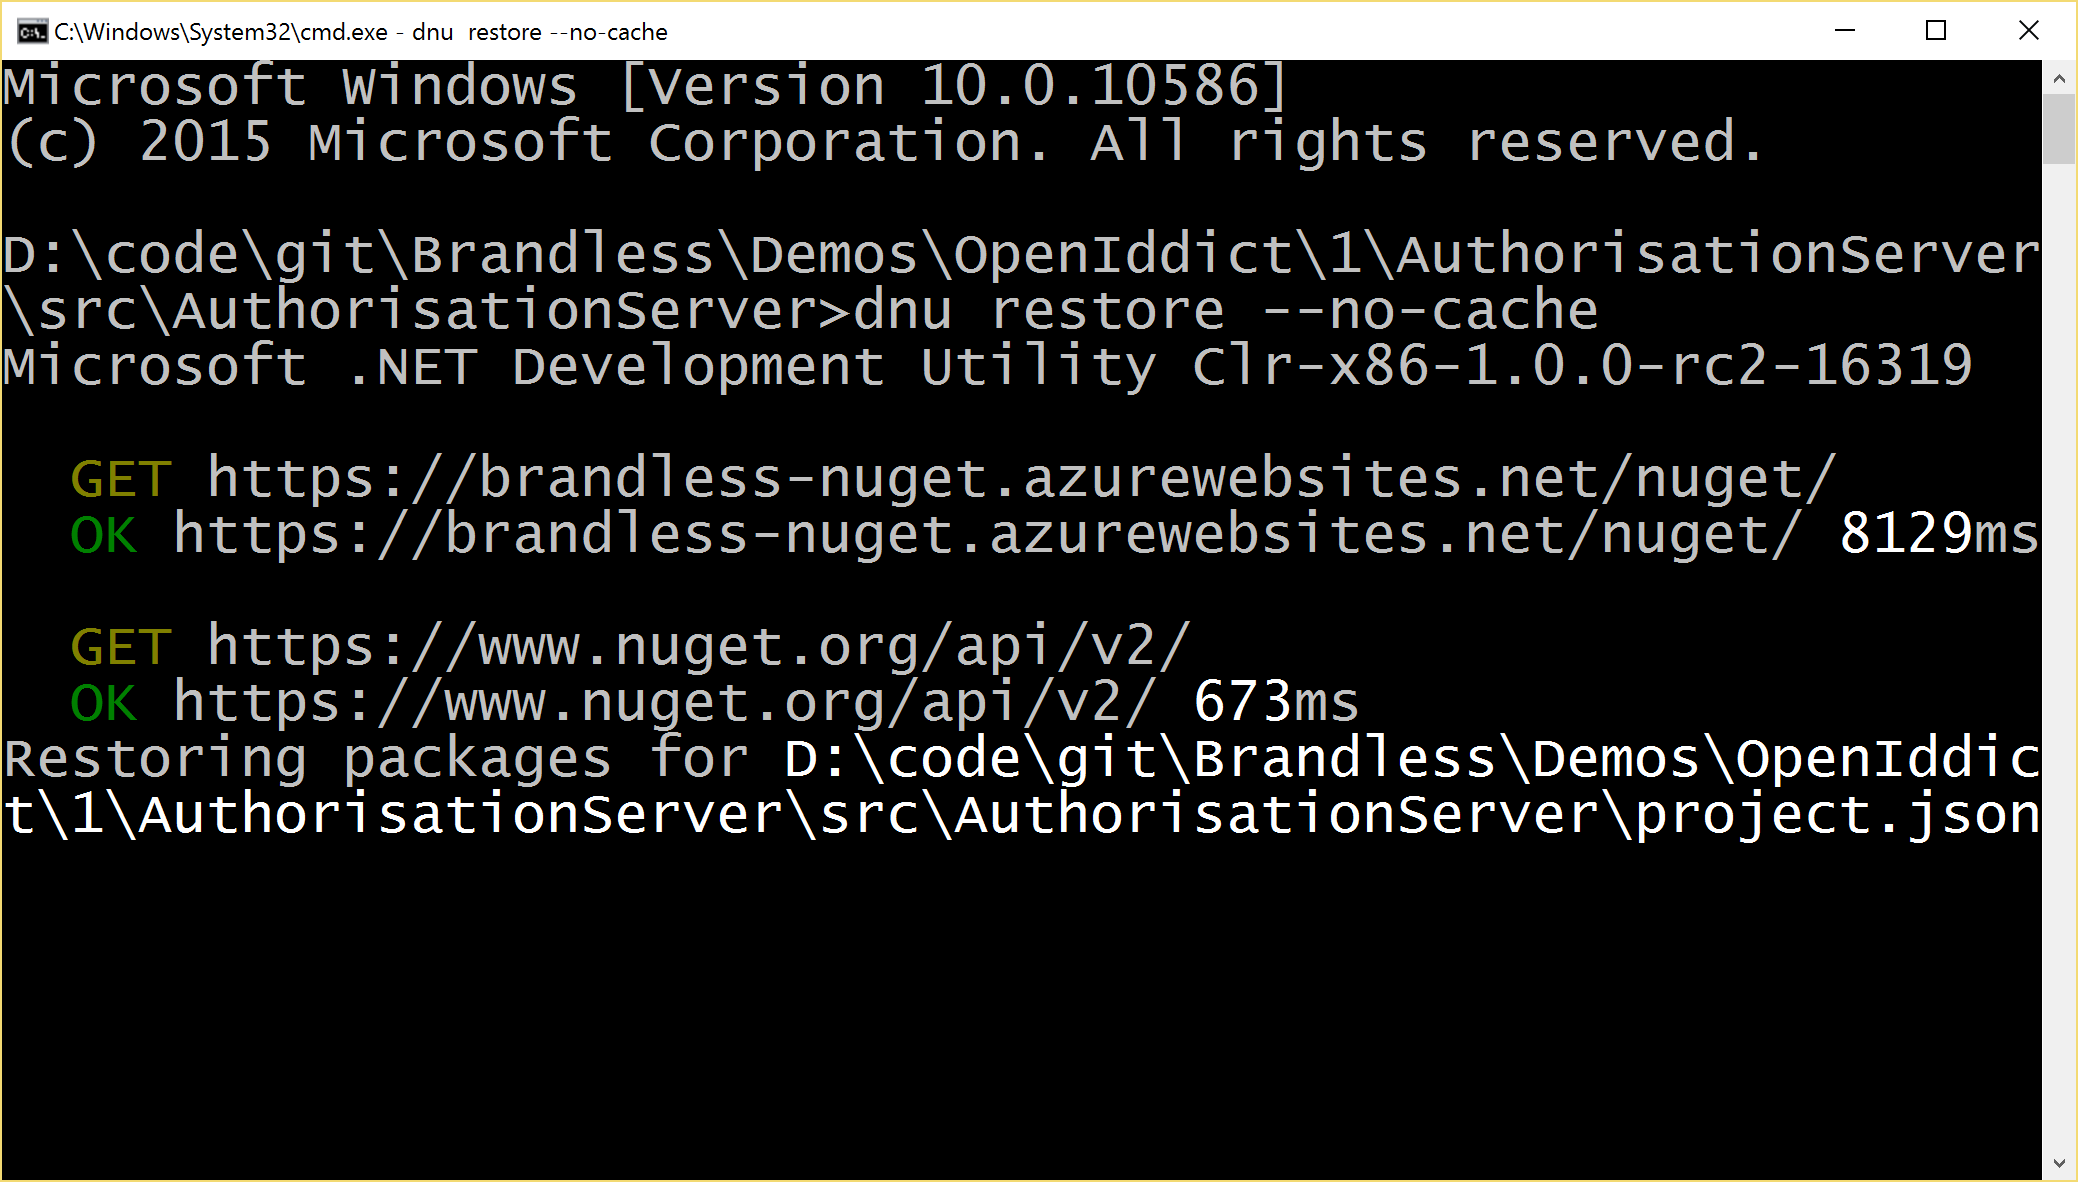 C:\Windows\System32\cmd.exe - dnu  restore --no-cache
Microsoft Windows [Version 10.0.10586]
(c) 2015 Microsoft Corporation. All rights reserved.
D:\code\git\Brandless\Demos\OpenIddict\1\AuthorisationServer
\src\AuthorisationServer>dnu restore --no-cache
Microsoft .NET Development Utility Clr-x86-1.0.0-rc2-16319
GET https://brandless-nuget.azurewebsites.net/nuget/
OK https://brandless-nuget.azurewebsites.net/nuget/ 8129ms
GET https://www.nuget.org/api/v2/
OK https://www.nuget.org/api/v2/ 673ms
Restoring packages for D:\code\git\Brandless\Demos\OpenIddic
t\1\AuthorisationServer\src\AuthorisationServer\project.json